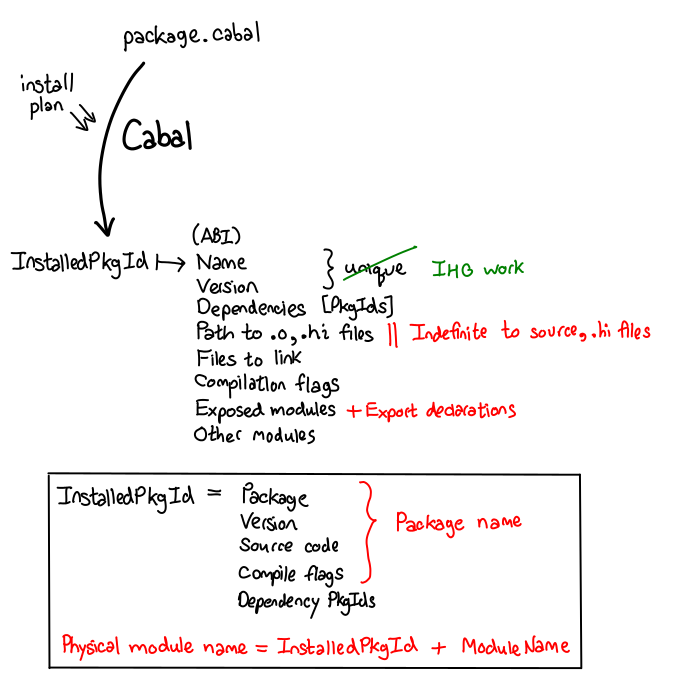 package.cabal
install
plan
Cabal
(ABI)
InstalledPkgId ↦ Name } unique IHG work
Version
Dependencies [PkgIds]
Path to .o, .hi files || Indefinite to source, .hi files
Files to link
Compilation flags
Exposed modules + Export declarations
Other modules
InstalledPkgId = Package
Version
Package name
Source code
Compile flags
Dependency PkgIds
Physical module name = InstalledPkgId + ModuleName